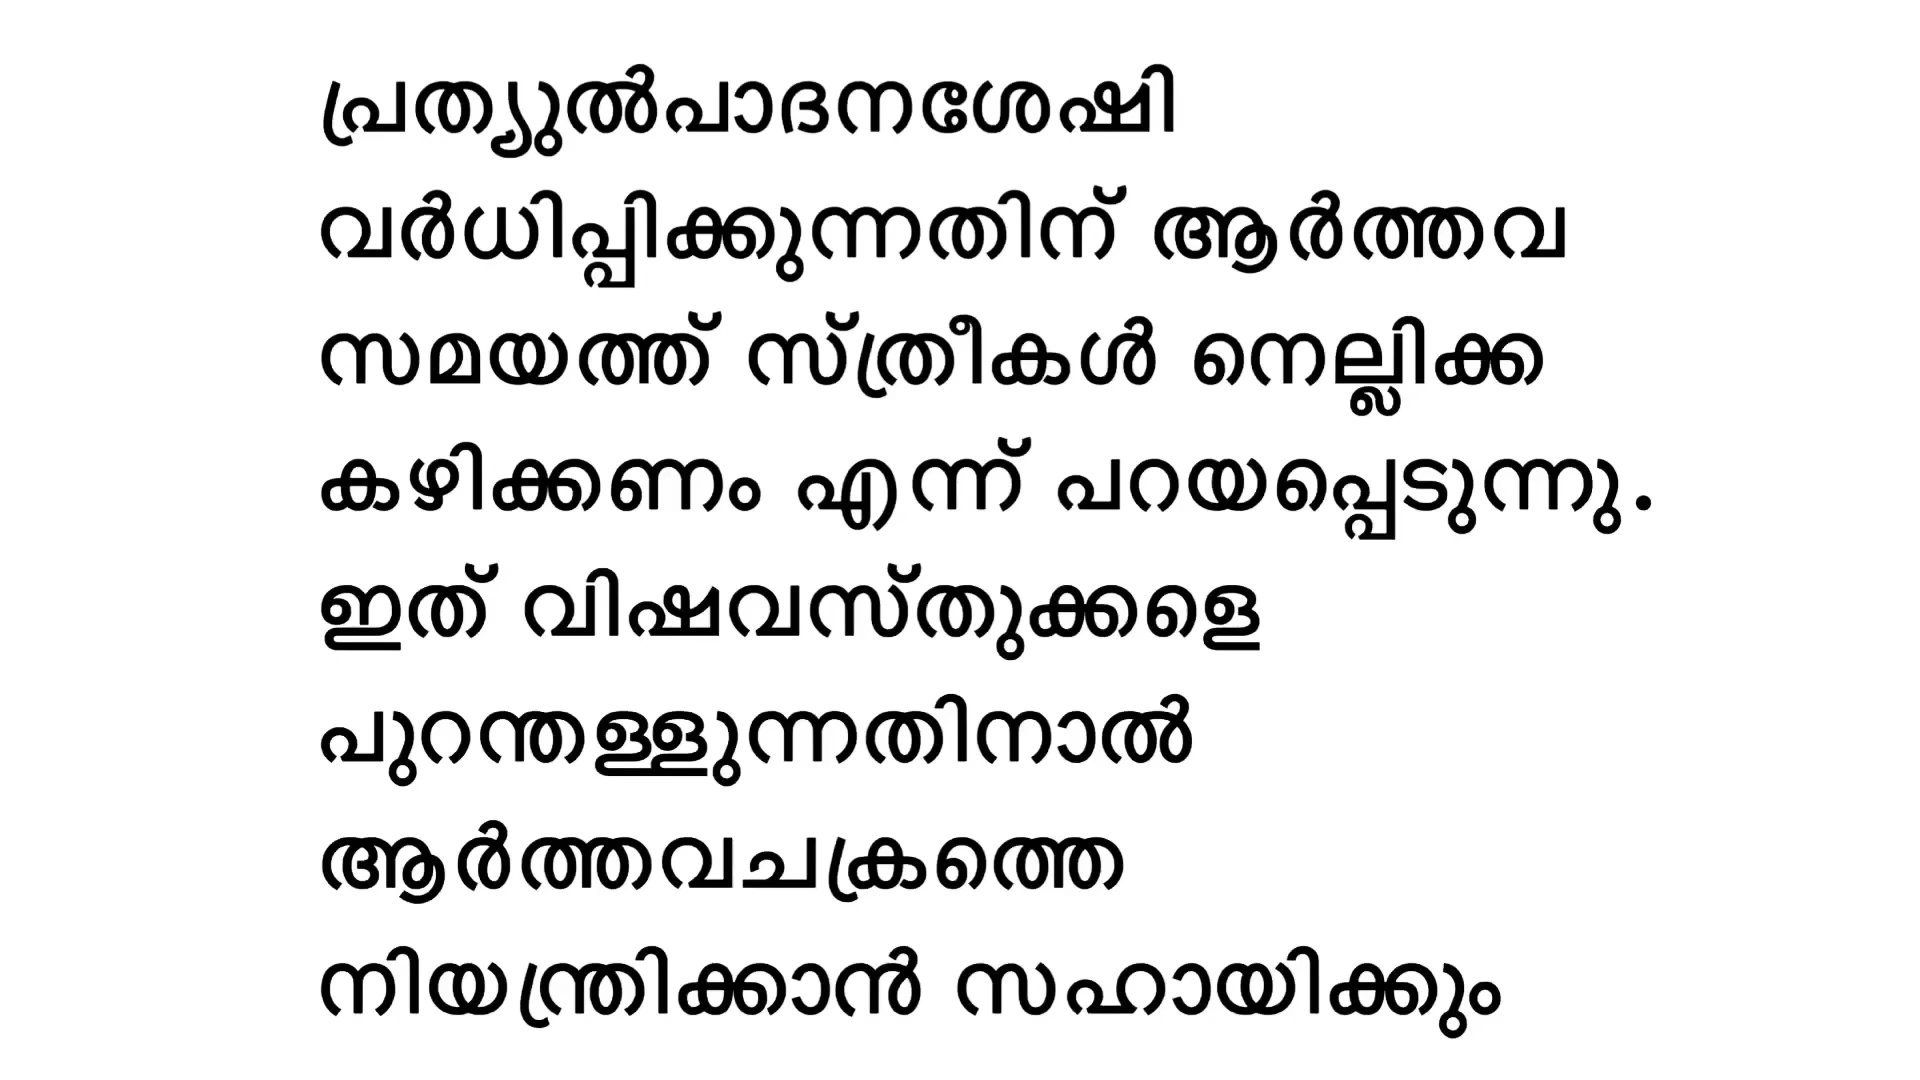 പ്രത്യുൽപാദനശേഷി
വർധിപ്പിക്കുന്നതിന് ആർത്തവ
സമയത്ത് സ്ത്രീകൾ നെല്ലിക്ക
കഴിക്കണം എന്ന് പറയപ്പെടുന്നു.
ഇത് വിഷവസ്തുക്കളെ
പുറന്തള്ളുന്നതിനാൽ
ആർത്തവചക്രത്തെ
നിയന്ത്രിക്കാൻ സഹായിക്കും